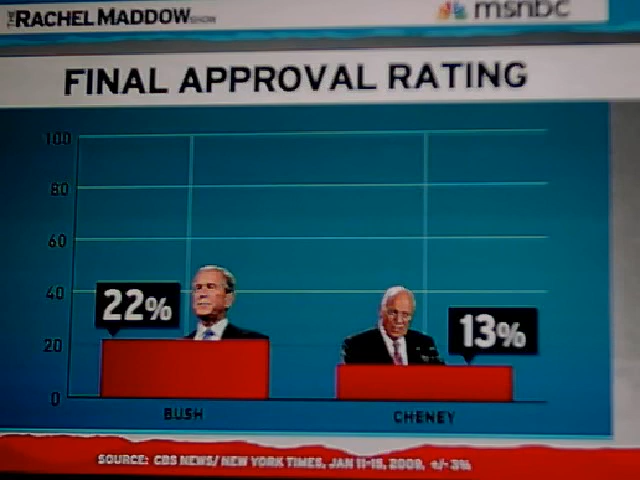 THE RACHEL MADDOW SHOW
msnbc
FINAL APPROVAL RATING
100
80
60
40
20
0
22%
13%
BUSH
CHENEY
SOURCE: CBS NEWS/ NEW YORK TIMES, JAN 11-15, 2009, +/- 3%